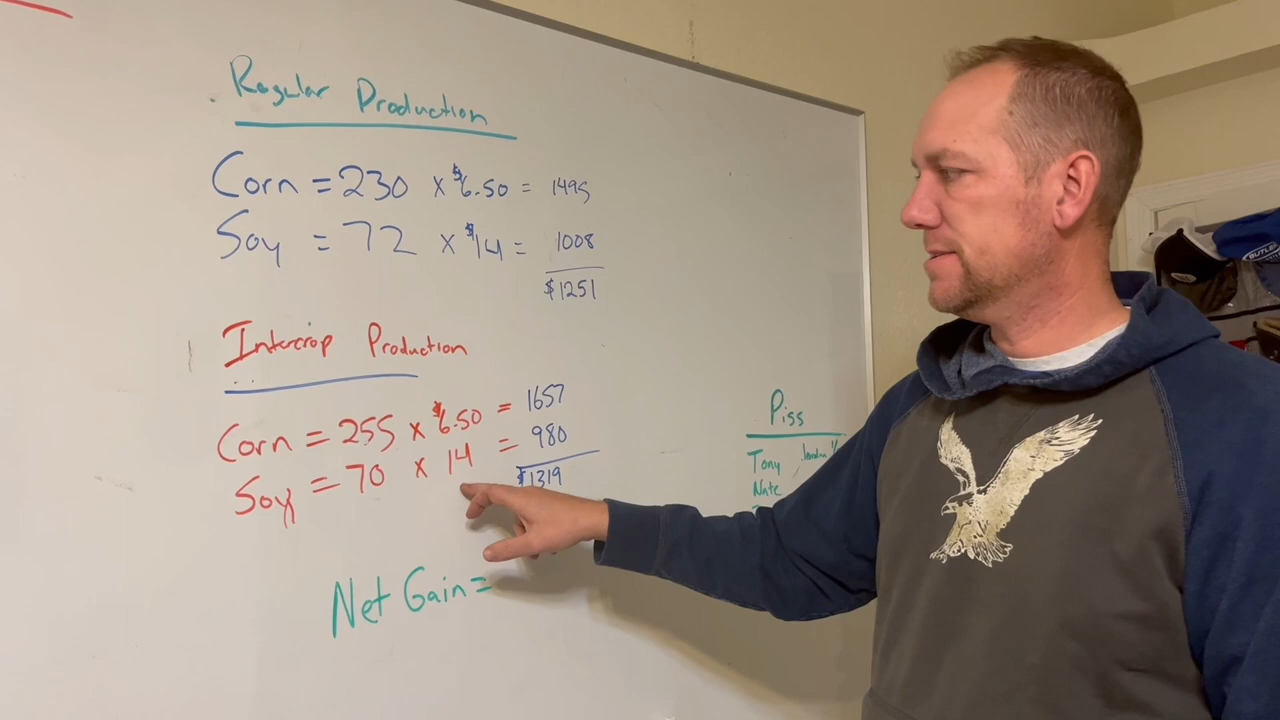 Regular Production
Corn = 230 x $6.50 = 1495
Soy = 72 x $14 = 1008
$1251
Intercrop Production
Corn = 255 x $6.50 = 1657
Soy = 70 x 14 = 980
$1319
Net Gain =
Piss
Tony
Nate